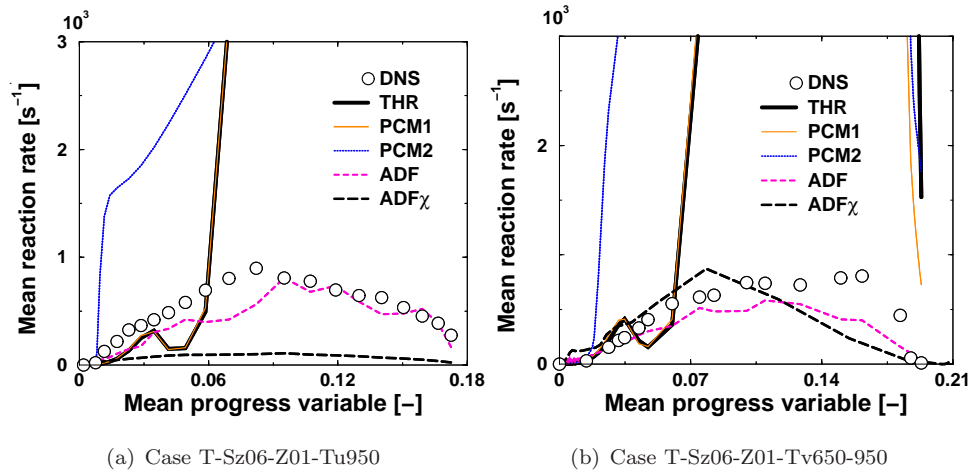 10³
3
2
1
0
Mean reaction rate [s⁻¹]
DNS
THR
PCM1
PCM2
ADF
ADFχ
0 0.06 0.12 0.18
Mean progress variable [–]
(a) Case T-Sz06-Z01-Tu950
10³
2
0
Mean reaction rate [s⁻¹]
DNS
THR
PCM1
PCM2
ADF
ADFχ
0 0.07 0.14 0.21
Mean progress variable [–]
(b) Case T-Sz06-Z01-Tv650-950